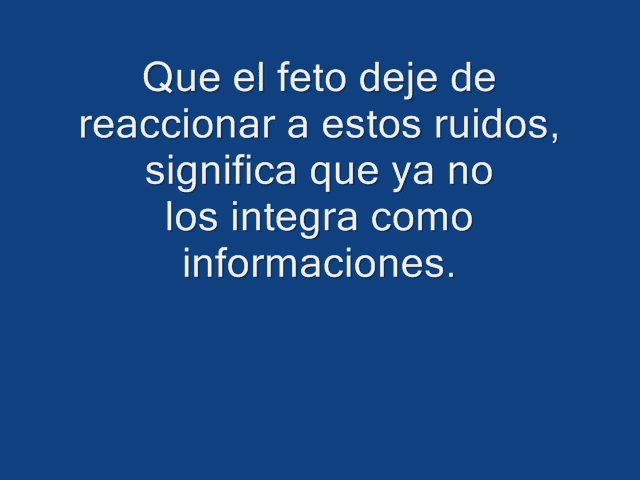 Que el feto deje de
reaccionar a estos ruidos,
significa que ya no
los integra como
informaciones.